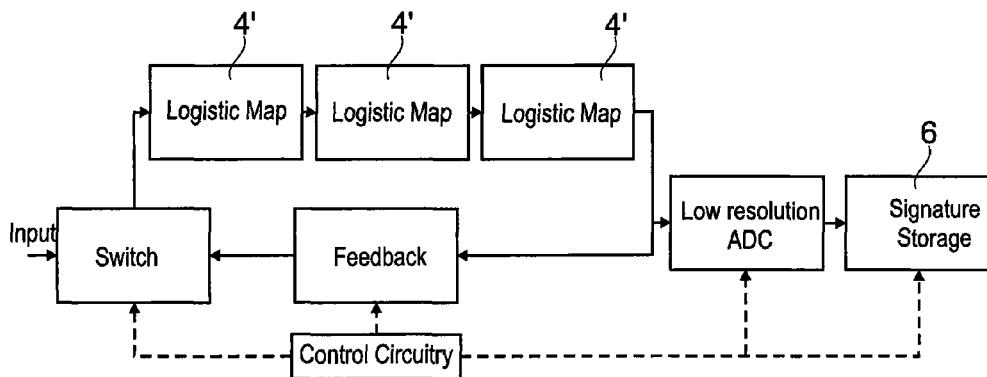 4'
4'
4'
Logistic Map
Logistic Map
Logistic Map
6
Input
Switch
Feedback
Low resolution
ADC
Signature
Storage
Control Circuitry